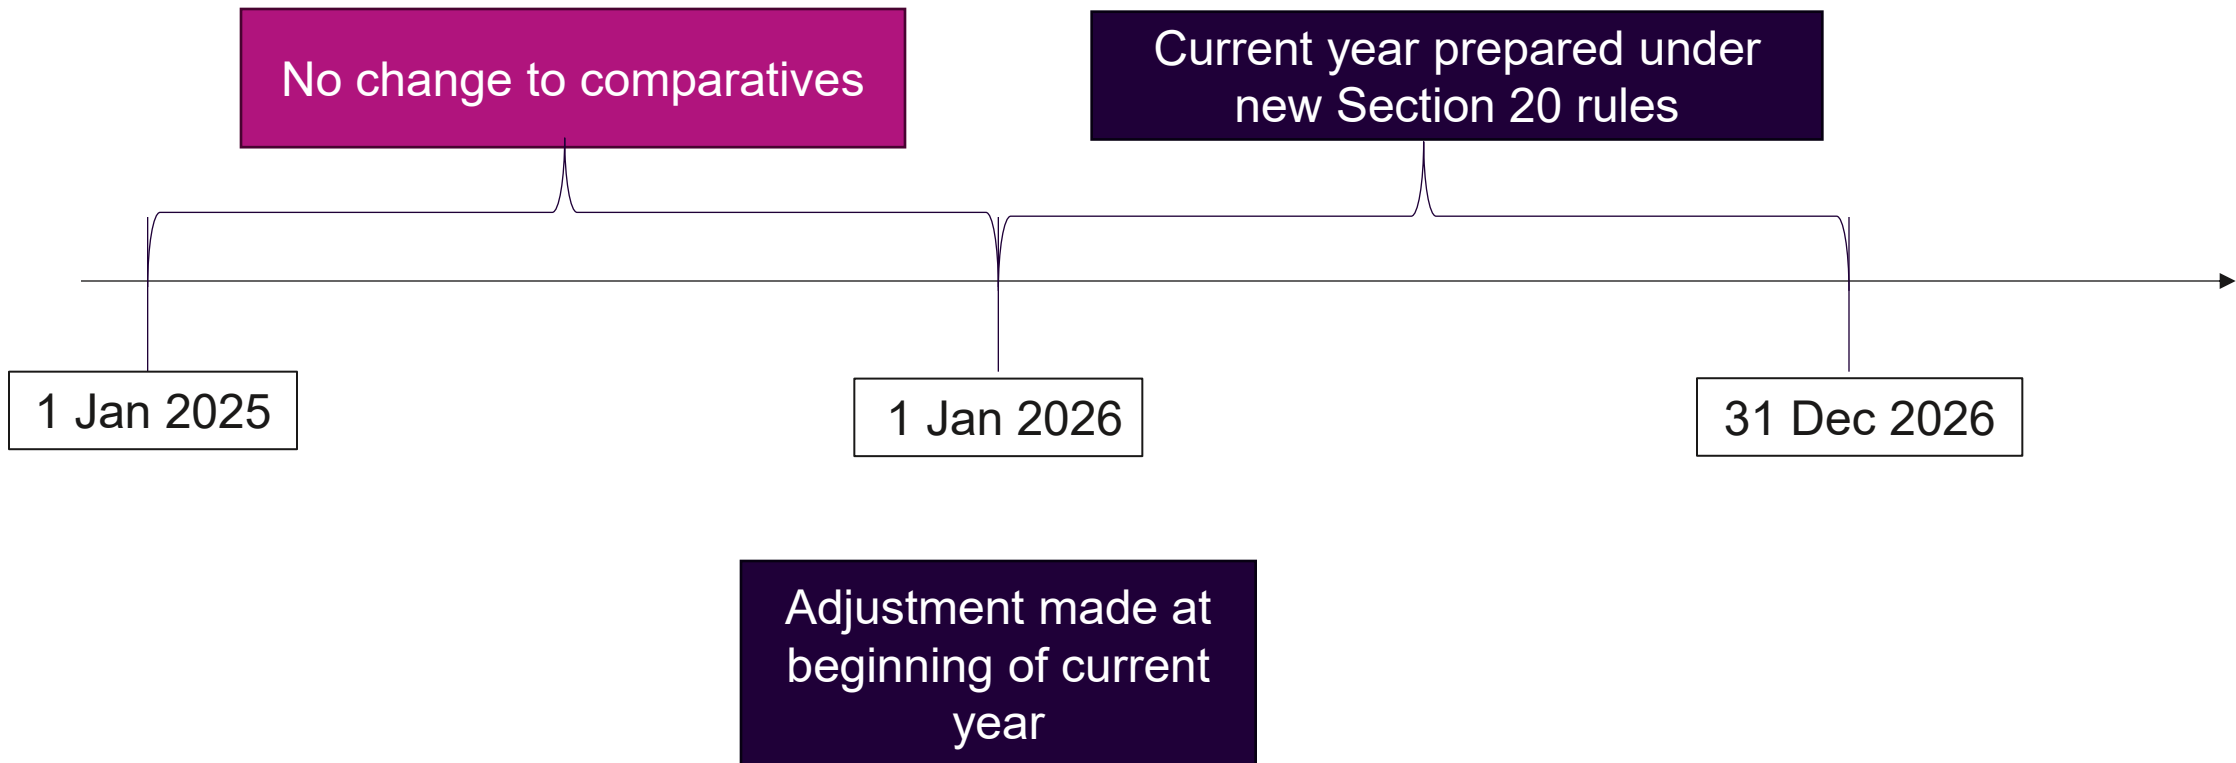 No change to comparatives
Current year prepared under
new Section 20 rules
1 Jan 2025
1 Jan 2026
31 Dec 2026
Adjustment made at
beginning of current
year